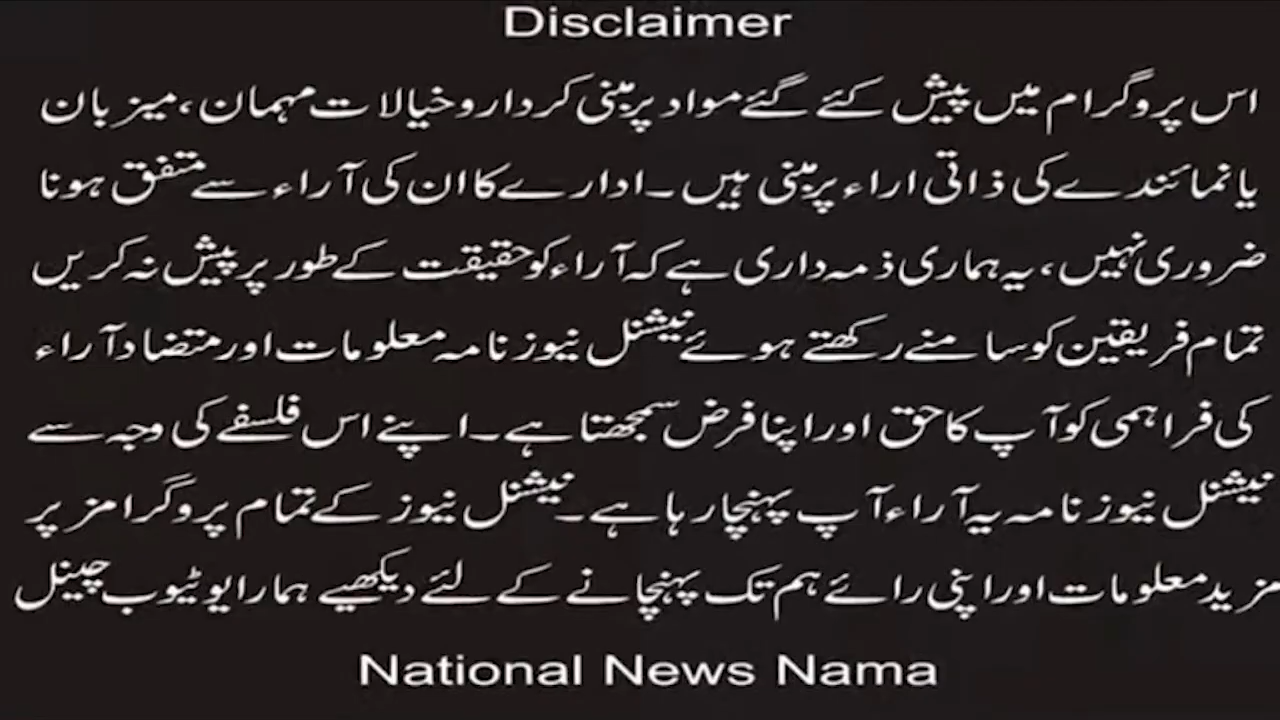 Disclaimer
اس پروگرام میں پیش کئے گئے مواد پر مبنی کردار و خیالات مہمان، میزبان
یا نمائندے کی ذاتی اراء پر مبنی ہیں۔ ادارے کا ان کی آراء سے متفق ہونا
ضروری نہیں، یہ ہماری ذمہ داری ہے کہ آراء کو حقیقت کے طور پر پیش نہ کریں
تمام فریقین کو سامنے رکھتے ہوئے نیشنل نیوز نامہ معلومات اور متضاد آراء
کی فراہمی کو آپ کا حق اور اپنا فرض سمجھتا ہے۔ اپنے اس فلسفے کی وجہ سے
نیشنل نیوز نامہ یہ آراء آپ پہنچا رہا ہے۔ نیشنل نیوز کے تمام پروگرامز پر
مزید معلومات اور اپنی رائے ہم تک پہنچانے کے لئے دیکھیے ہمارا یوٹیوب چینل
National News Nama